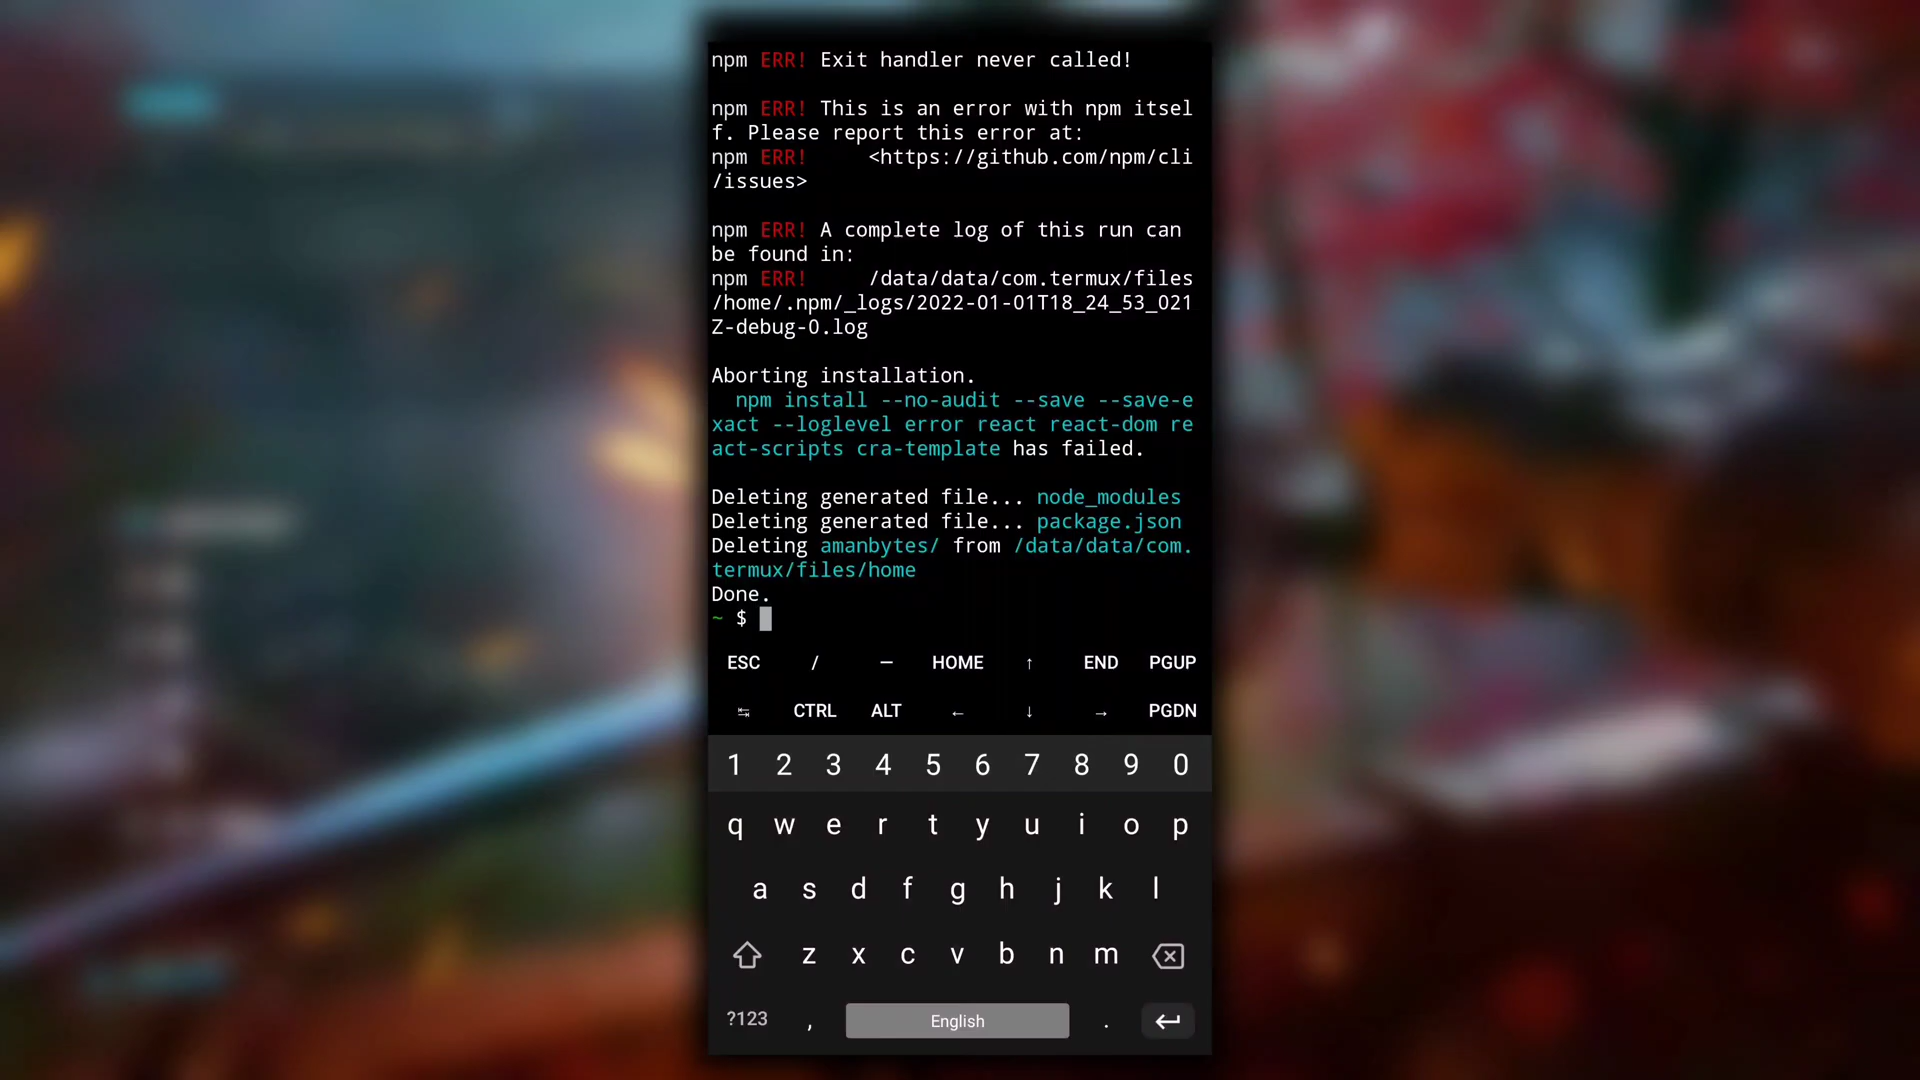 npm ERR! Exit handler never called!
npm ERR! This is an error with npm itsel
f. Please report this error at:
npm ERR!     <https://github.com/npm/cli
/issues>
npm ERR! A complete log of this run can
be found in:
npm ERR!     /data/data/com.termux/files
/home/.npm/_logs/2022-01-01T18_24_53_021
Z-debug-0.log
Aborting installation.
  npm install --no-audit --save --save-e
xact --loglevel error react react-dom re
act-scripts cra-template has failed.
Deleting generated file... node_modules
Deleting generated file... package.json
Deleting amanbytes/ from /data/data/com.
termux/files/home
Done.
~ $
ESC / — HOME ↑ END PGUP
↹ CTRL ALT ← ↓ → PGDN
1 2 3 4 5 6 7 8 9 0
q w e r t y u i o p
a s d f g h j k l
z x c v b n m
?123 , English .